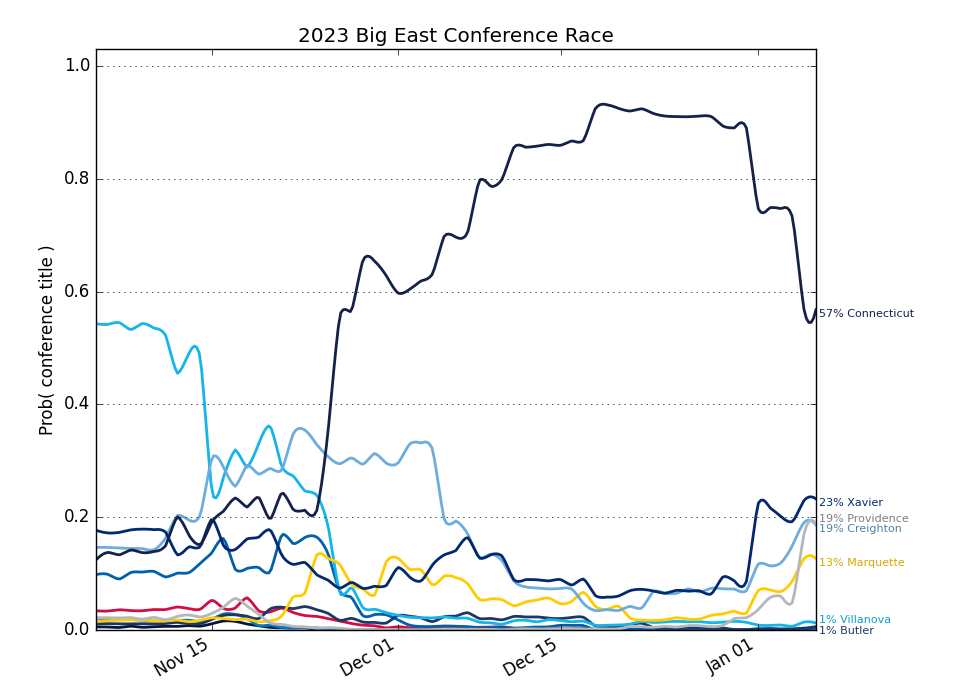 2023 Big East Conference Race
1.0
0.8
0.6
0.4
0.2
0.0
Prob( conference title )
57% Connecticut
23% Xavier
19% Providence
19% Creighton
13% Marquette
1% Villanova
1% Butler
Nov 15
Dec 01
Dec 15
Jan 01